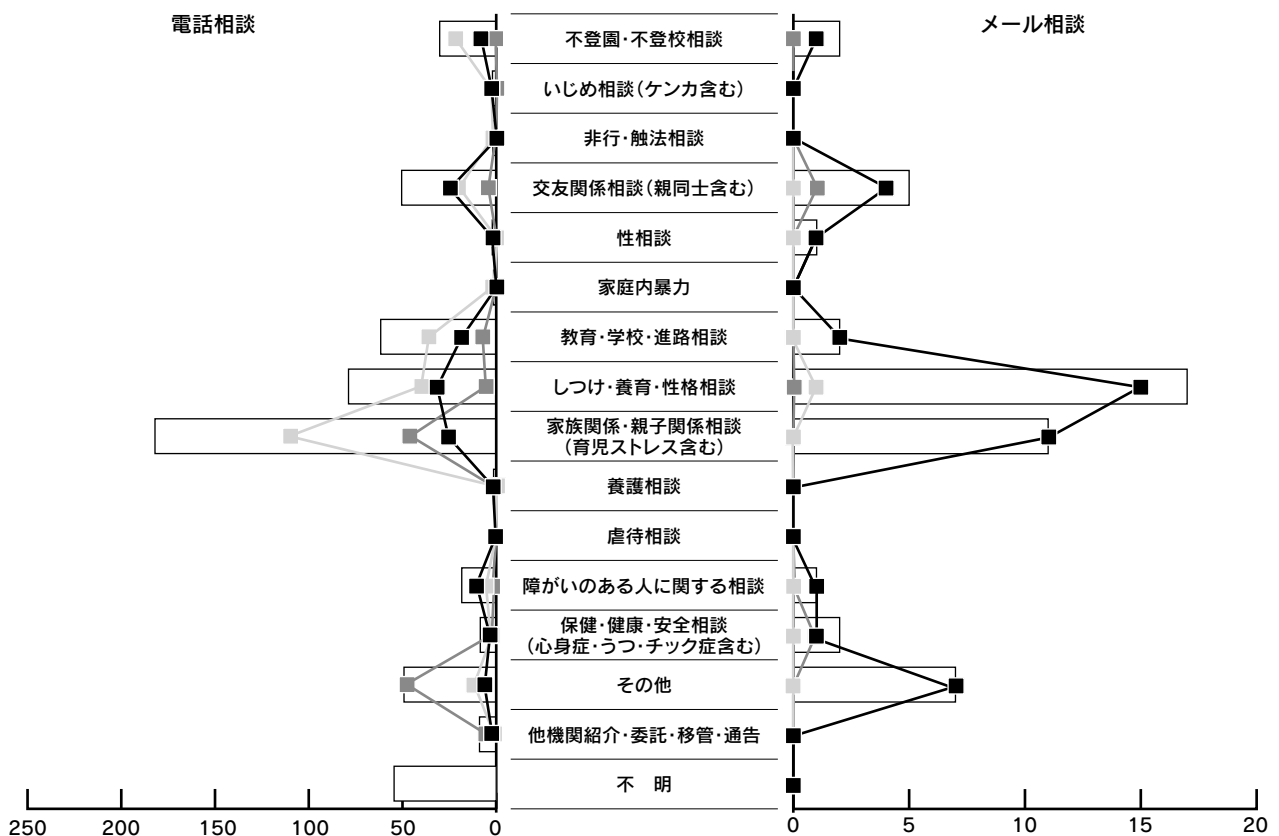 電話相談
メール相談
不登園・不登校相談
いじめ相談(ケンカ含む)
非行・触法相談
交友関係相談(親同士含む)
性相談
家庭内暴力
教育・学校・進路相談
しつけ・養育・性格相談
家族関係・親子関係相談
(育児ストレス含む)
養護相談
虐待相談
障がいのある人に関する相談
保健・健康・安全相談
(心身症・うつ・チック症含む)
その他
他機関紹介・委託・移管・通告
不　明
250 200 150 100 50 0
0 5 10 15 20